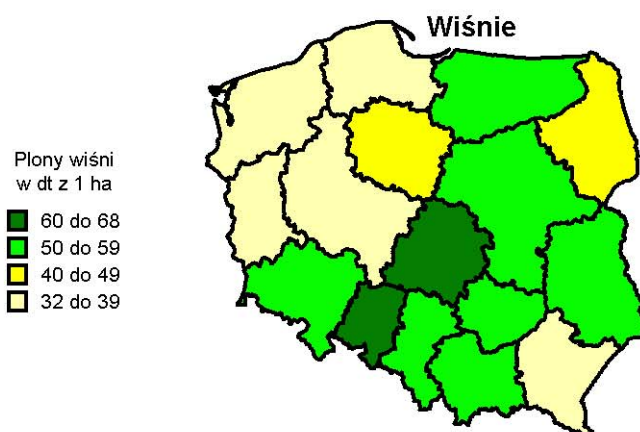 Wiśnie
Plony wiśni
w dt z 1 ha
60 do 68
50 do 59
40 do 49
32 do 39